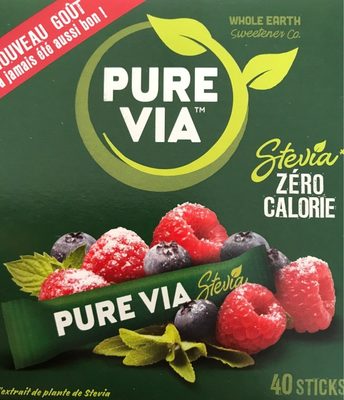 NOUVEAU GOÛT
jamais été aussi bon !
WHOLE EARTH
Sweetener Co.
PURE
VIA™
Stevia*
ZÉRO
CALORIE
PURE VIA Stevia
extrait de plante de Stevia
40 STICKS